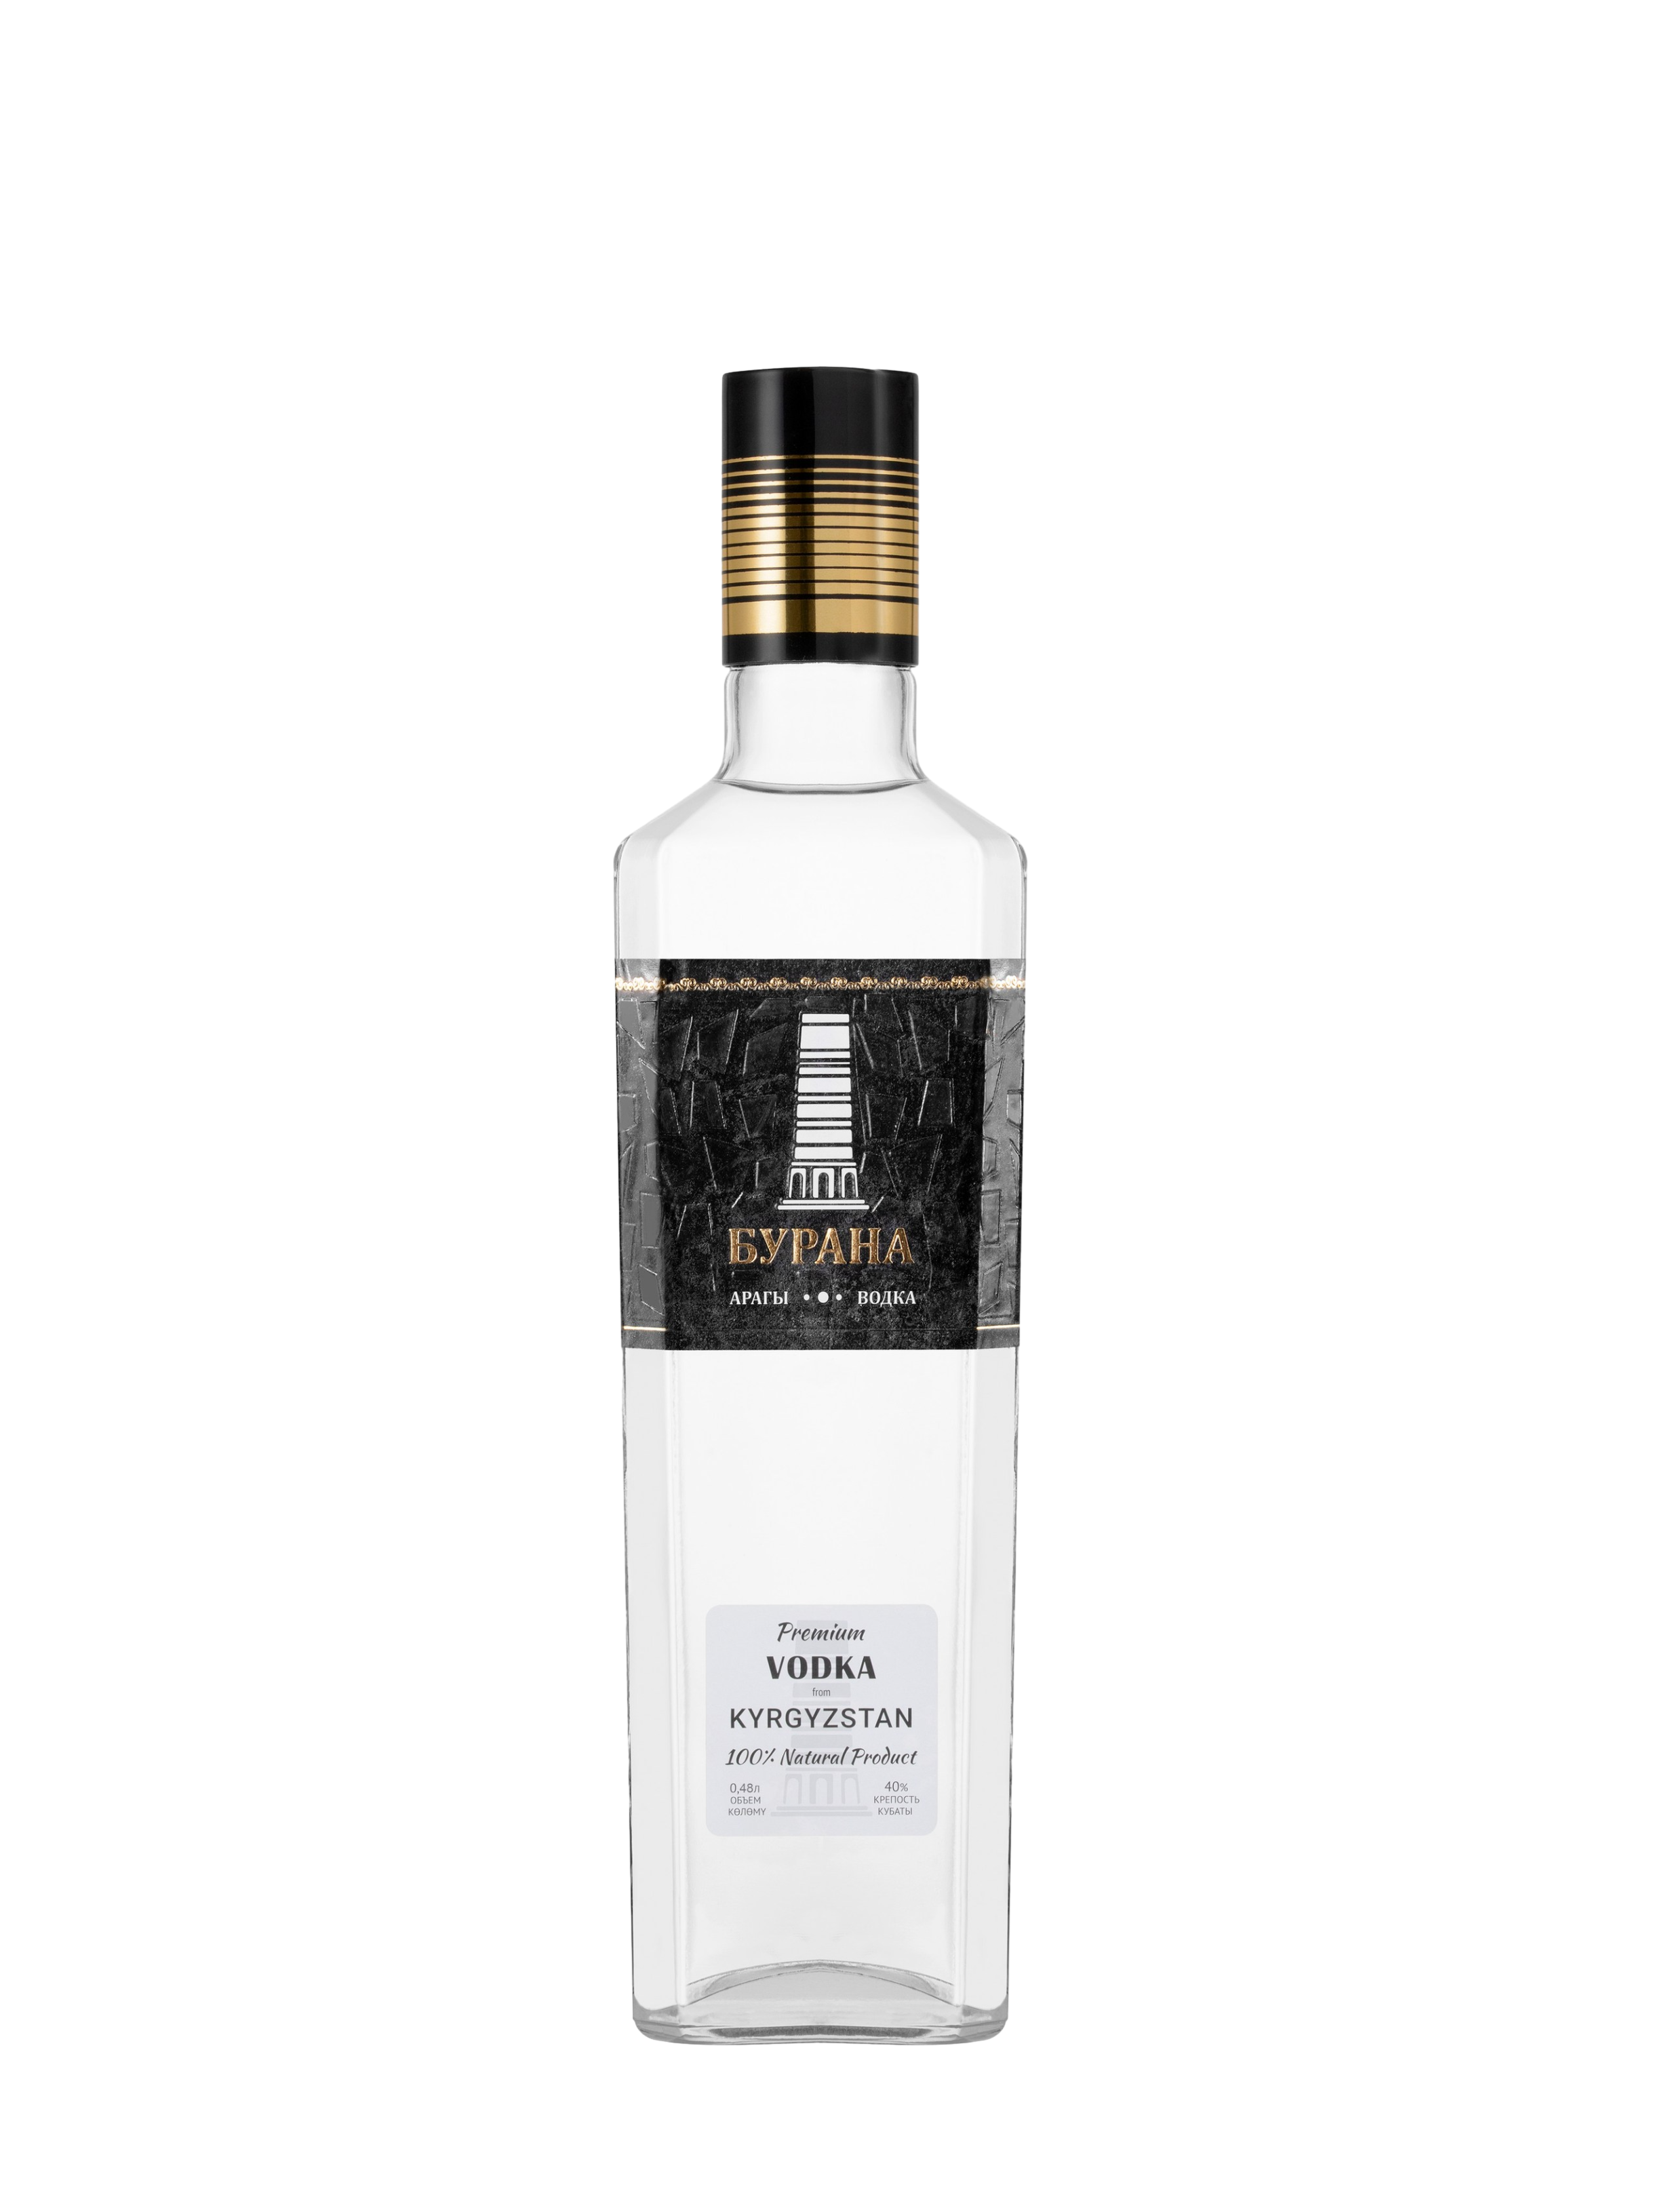 БУРАНА
АРАГЫ ВОДКА
Premium
VODKA
from
KYRGYZSTAN
100% Natural Product
0,48л 40%
ОБЪЕМ КРЕПОСТЬ
КӨЛӨМҮ КУБАТЫ